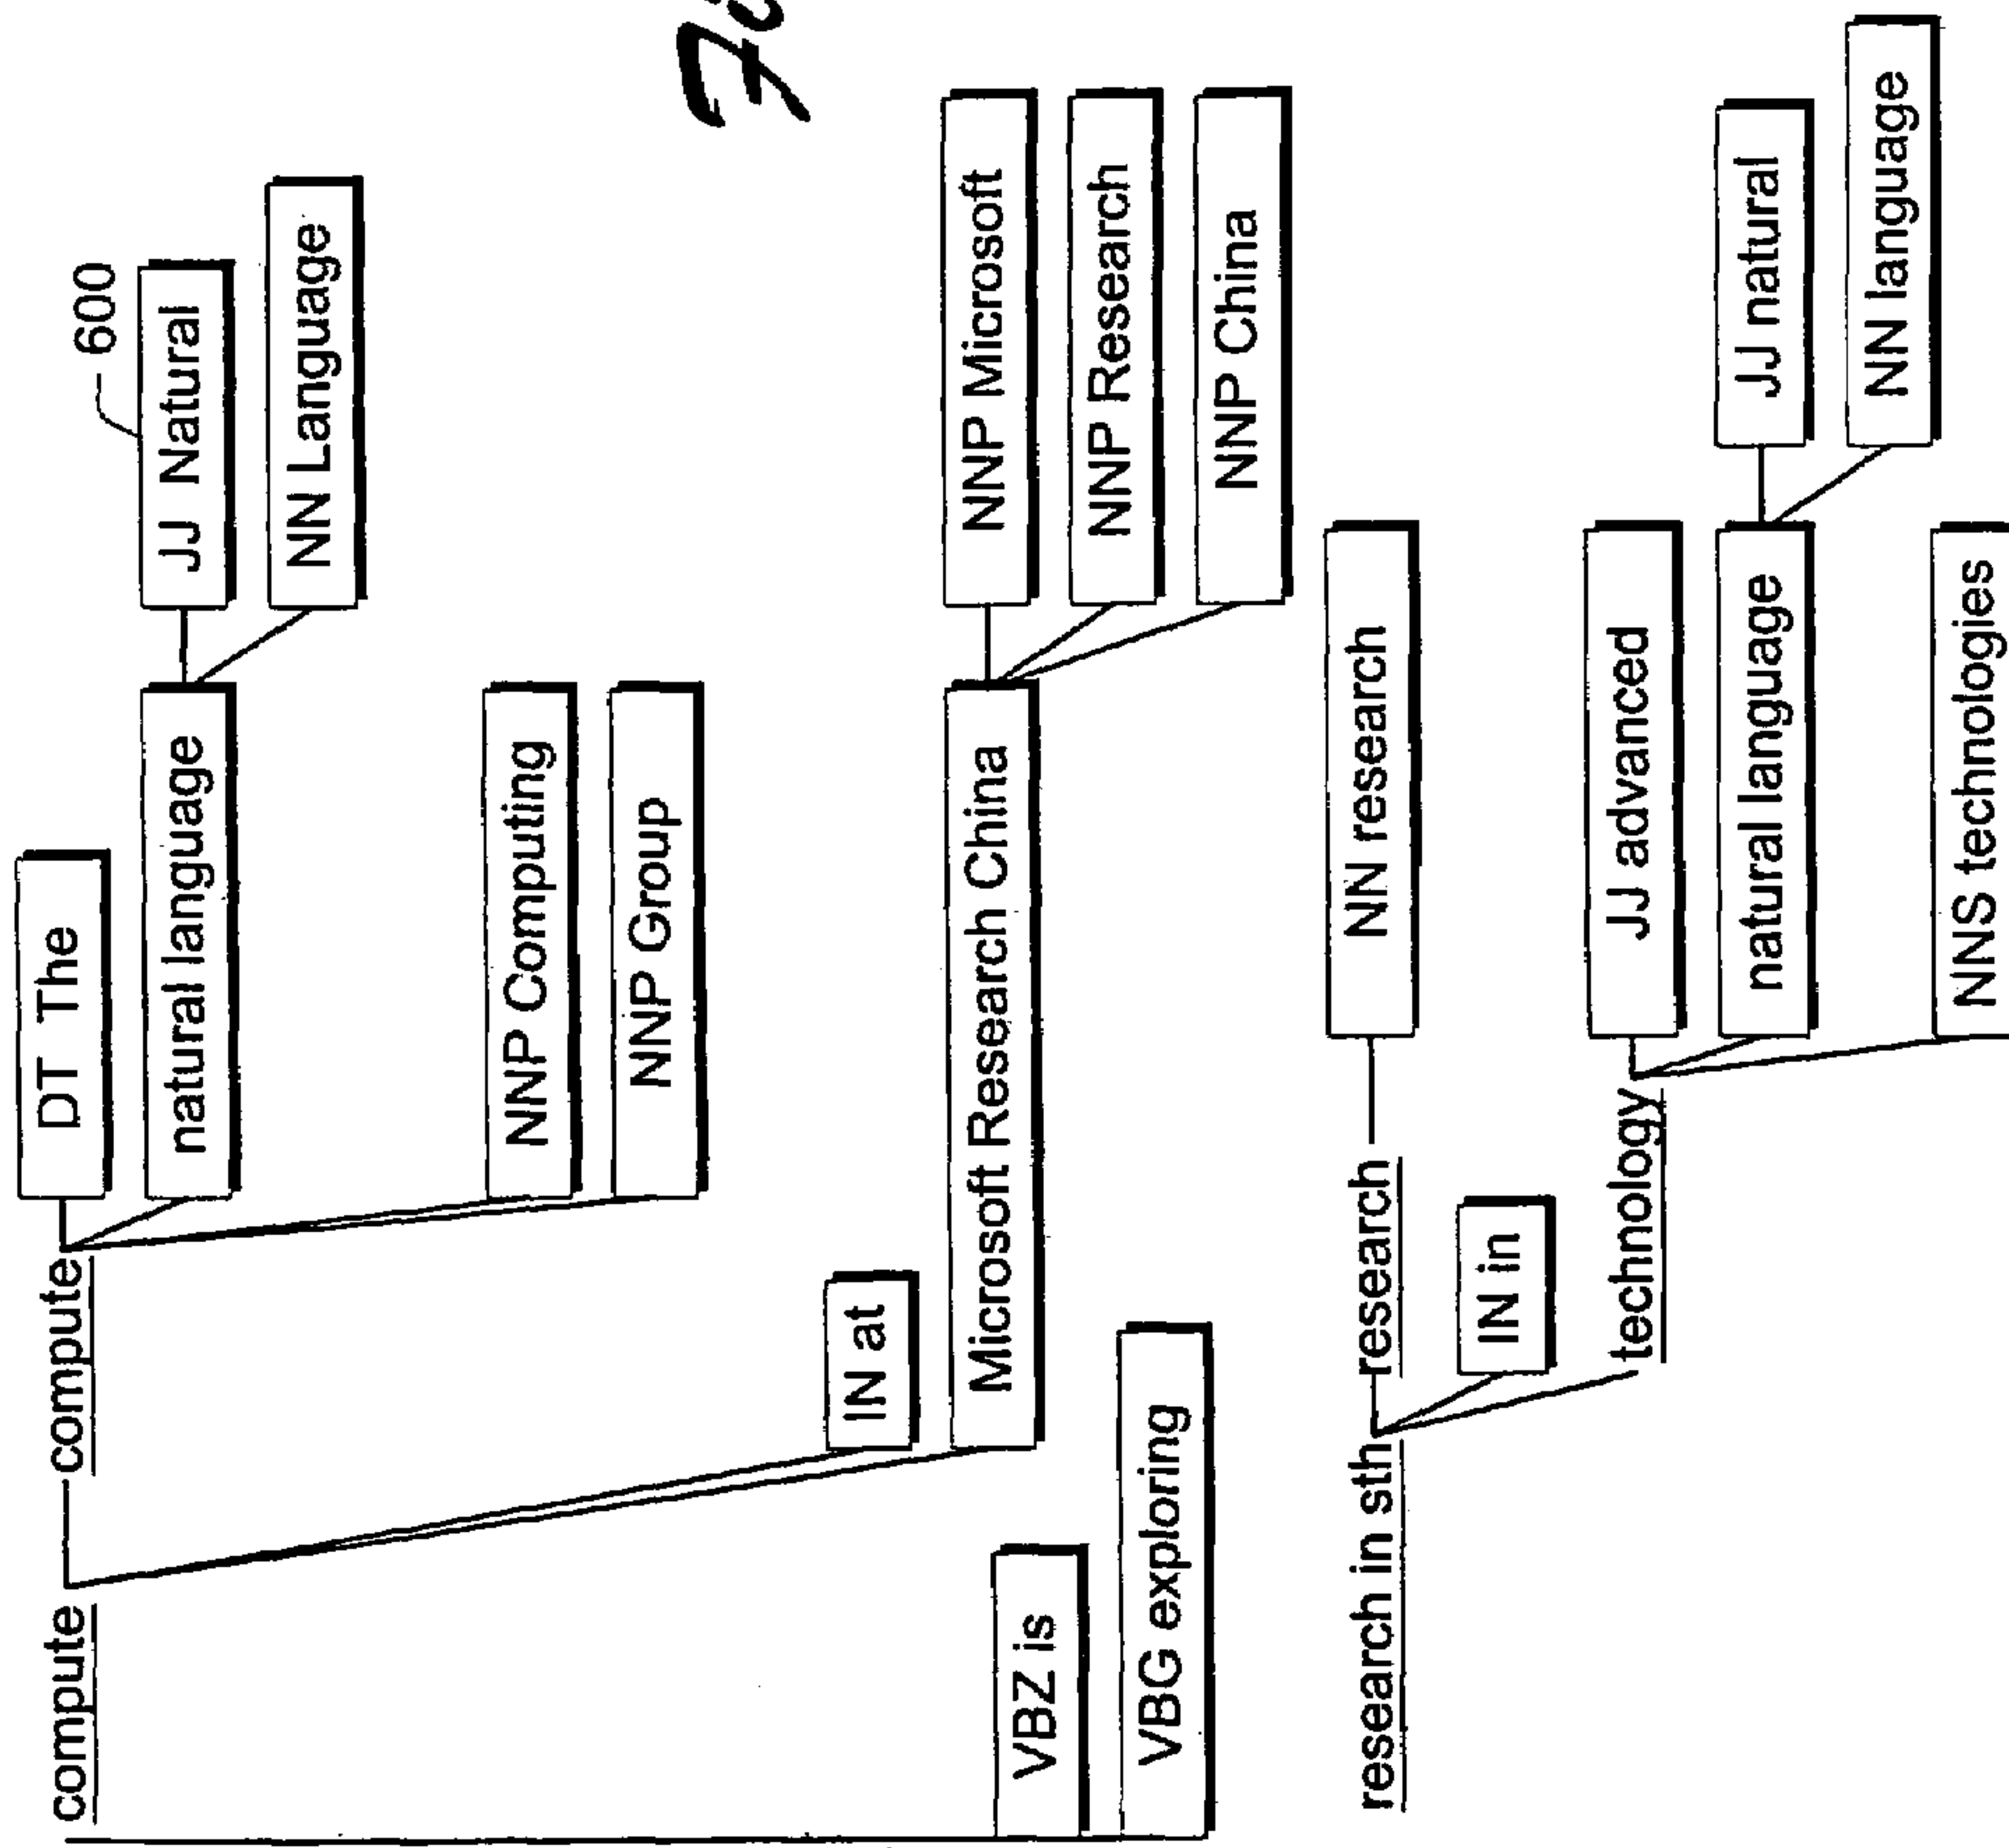 600
DT The
JJ Natural
compute
compute
natural language
NN Language
NNP Computing
NNP Group
IN at
NNP Microsoft
Microsoft Research China
NNP Research
NNP China
VBZ is
VBG exploring
research in sth
research
NN research
IN in
technology
JJ advanced
natural language
JJ natural
NN language
NNS technologies